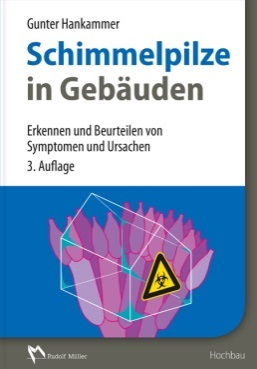 Gunter Hankammer
Schimmelpilze
in Gebäuden
Erkennen und Beurteilen von
Symptomen und Ursachen
3. Auflage
Rudolf Müller
Hochbau